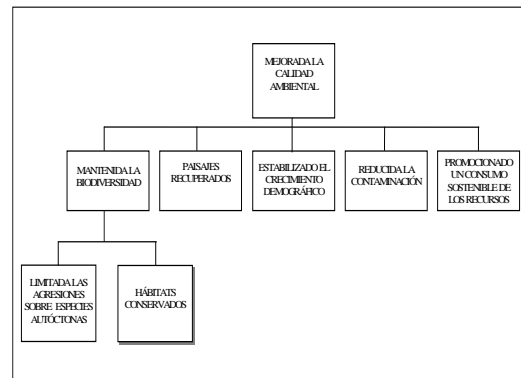 MEJORADA LA
CALIDAD
AMBIENTAL
MANTENIDA LA
BIODIVERSIDAD
PAISAJES
RECUPERADOS
ESTABILIZADO EL
CRECIMIENTO
DEMOGRÁFICO
REDUCIDA LA
CONTAMINACIÓN
PROMOCIONADO
UN CONSUMO
SOSTENIBLE DE
LOS RECURSOS
LIMITADA LAS
AGRESIONES
SOBRE ESPECIES
AUTÓCTONAS
HÁBITATS
CONSERVADOS